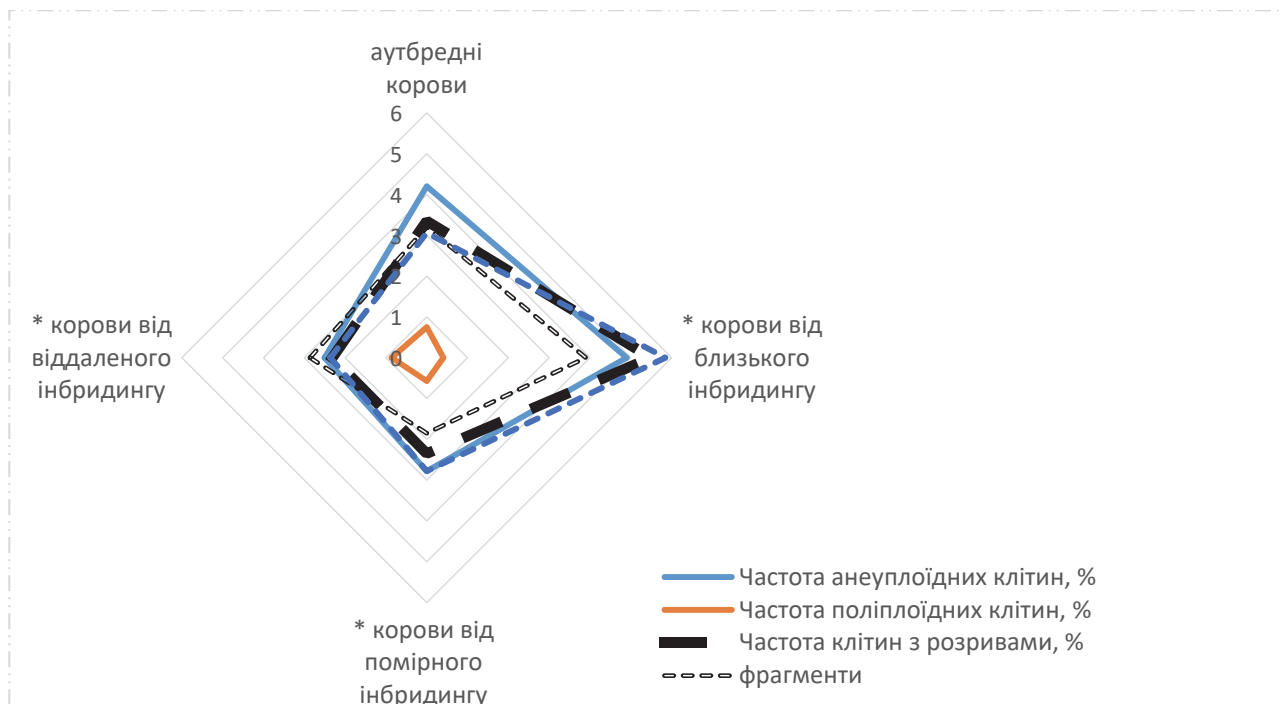 аутбредні
корови
6
5
4
3
2
1
0
* корови від
віддаленого
інбридингу
* корови від
близького
інбридингу
* корови від
помірного
інбридингу
Частота анеуплоїдних клітин, %
Частота поліплоїдних клітин, %
Частота клітин з розривами, %
фрагменти